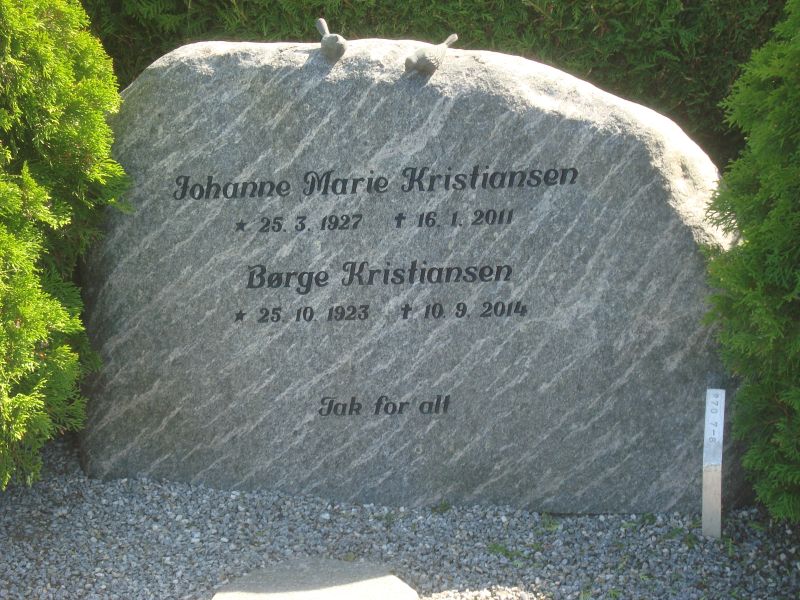 Johanne Marie Kristiansen
★ 25. 3. 1927 ✝ 16. 1. 2011
Børge Kristiansen
★ 25. 10. 1923 ✝ 10. 9. 2014
Tak for alt